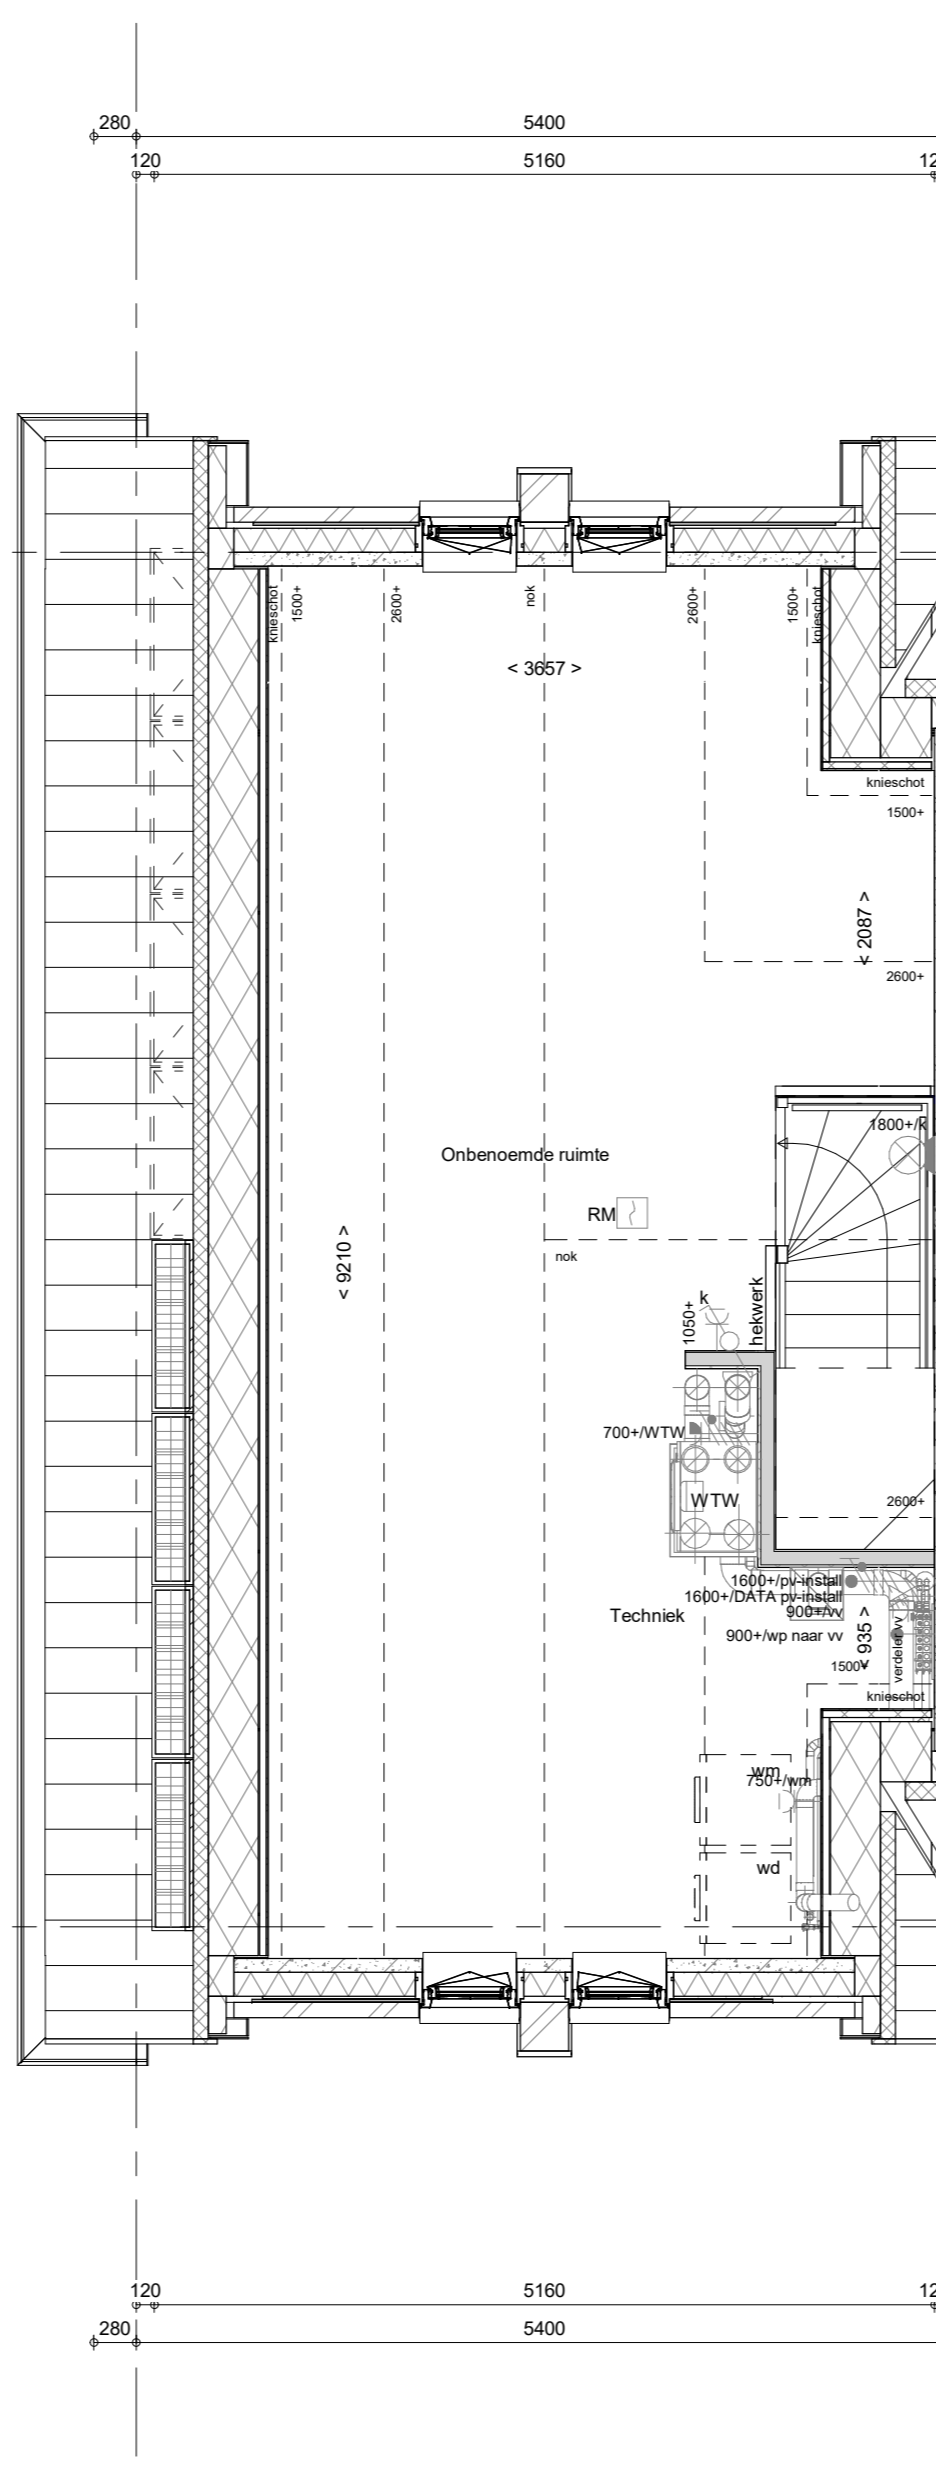 280
5400
120
5160
12
knieschot
1500+
2600+
nok
2600+
1500+
knieschot
< 3657 >
knieschot
1500+
< 2087 >
2600+
1800+/k
Onbenoemde ruimte
RM
nok
< 9210 >
hekwerk
1050+
k
700+/WTW
WTW
2600+
1600+/pv-install
1600+/DATA pv-install
900+/vv
Techniek
900+/wp naar vv
< 935 >
verdeler vv
1500+
knieschot
wm
750+/wm
wd
120
5160
12
280
5400